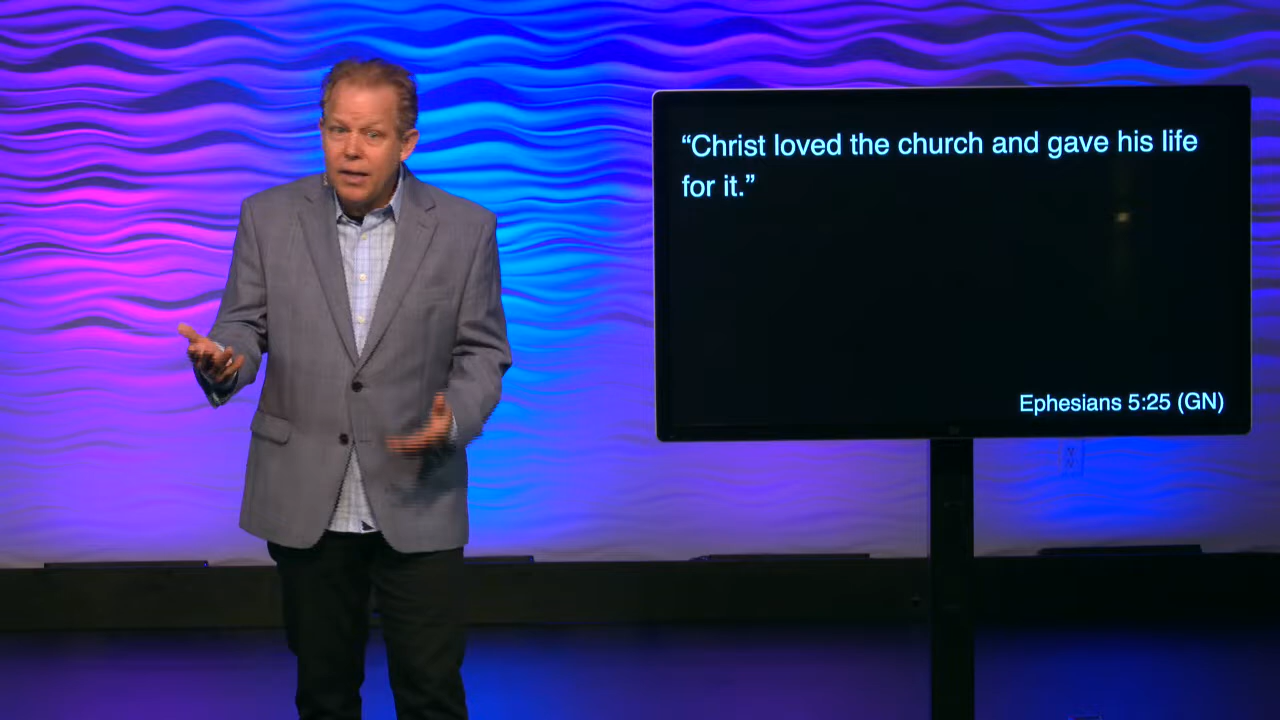 “Christ loved the church and gave his life
for it.”
Ephesians 5:25 (GN)